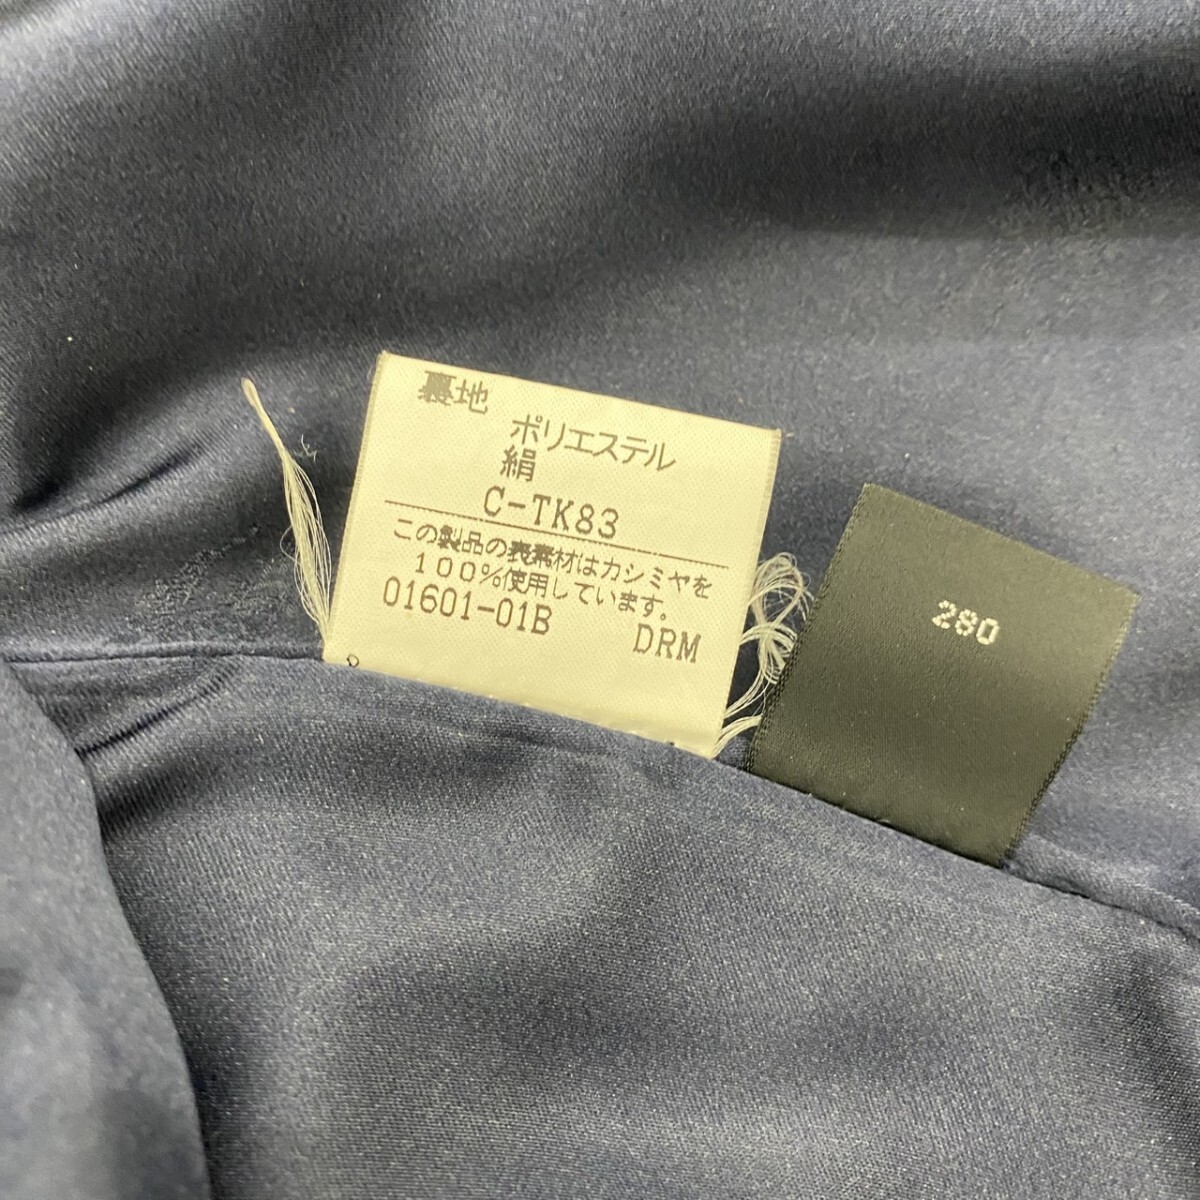 裏地
ポリエステル
絹
C-TK83
この製品の表素材はカシミヤを
100%使用しています。
01601-01B DRM
280